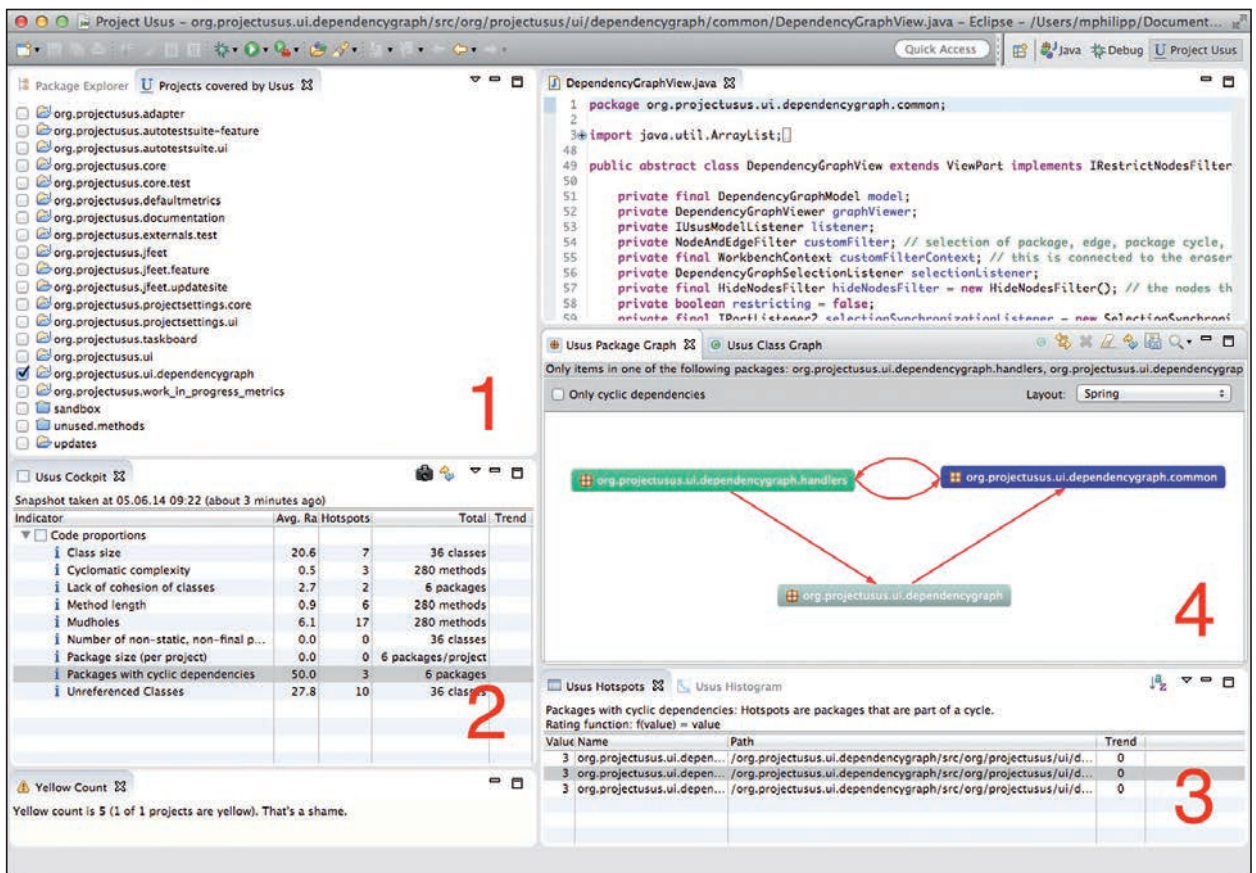 Project Usus – org.projectusus.ui.dependencygraph/src/org/projectusus/ui/dependencygraph/common/DependencyGraphView.java – Eclipse – /Users/mphilipp/Document...
Quick Access
Java
Debug
Project Usus
Package Explorer
Projects covered by Usus
org.projectusus.adapter
org.projectusus.autotestsuite-feature
org.projectusus.autotestsuite.ui
org.projectusus.core
org.projectusus.core.test
org.projectusus.defaultmetrics
org.projectusus.documentation
org.projectusus.externals.test
org.projectusus.jfeet
org.projectusus.jfeet.feature
org.projectusus.jfeet.updatesite
org.projectusus.projectsettings.core
org.projectusus.projectsettings.ui
org.projectusus.taskboard
org.projectusus.ui
org.projectusus.ui.dependencygraph
org.projectusus.work_in_progress_metrics
sandbox
unused.methods
updates
1
Usus Cockpit
Snapshot taken at 05.06.14 09:22 (about 3 minutes ago)
Indicator Avg. Ra Hotspots Total Trend
Code proportions
Class size 20.6 7 36 classes
Cyclomatic complexity 0.5 3 280 methods
Lack of cohesion of classes 2.7 2 6 packages
Method length 0.9 6 280 methods
Mudholes 6.1 17 280 methods
Number of non-static, non-final p... 0.0 0 36 classes
Package size (per project) 0.0 0 6 packages/project
Packages with cyclic dependencies 50.0 3 6 packages
Unreferenced Classes 27.8 10 36 classes
2
Yellow Count
Yellow count is 5 (1 of 1 projects are yellow). That's a shame.
DependencyGraphView.java
1 package org.projectusus.ui.dependencygraph.common;
2
3 import java.util.ArrayList;
48
49 public abstract class DependencyGraphView extends ViewPart implements IRestrictNodesFilter
50
51 private final DependencyGraphModel model;
52 private DependencyGraphViewer graphViewer;
53 private IUsusModelListener listener;
54 private NodeAndEdgeFilter customFilter; // selection of package, edge, package cycle,
55 private final WorkbenchContext customFilterContext; // this is connected to the eraser
56 private DependencyGraphSelectionListener selectionListener;
57 private final HideNodesFilter hideNodesFilter = new HideNodesFilter(); // the nodes th
58 private boolean restricting = false;
59 private final IPartListener2 selectionSynchronizationListener = new SelectionSynchroni
Usus Package Graph
Usus Class Graph
Only items in one of the following packages: org.projectusus.ui.dependencygraph.handlers, org.projectusus.ui.dependencygrap
Only cyclic dependencies
Layout: Spring
org.projectusus.ui.dependencygraph.handlers
org.projectusus.ui.dependencygraph.common
org.projectusus.ui.dependencygraph
4
Usus Hotspots
Usus Histogram
Packages with cyclic dependencies: Hotspots are packages that are part of a cycle.
Rating function: f(value) = value
Value Name Path Trend
3 org.projectusus.ui.depen... /org.projectusus.ui.dependencygraph/src/org/projectusus/ui/d... 0
3 org.projectusus.ui.depen... /org.projectusus.ui.dependencygraph/src/org/projectusus/ui/d... 0
3 org.projectusus.ui.depen... /org.projectusus.ui.dependencygraph/src/org/projectusus/ui/d... 0
3